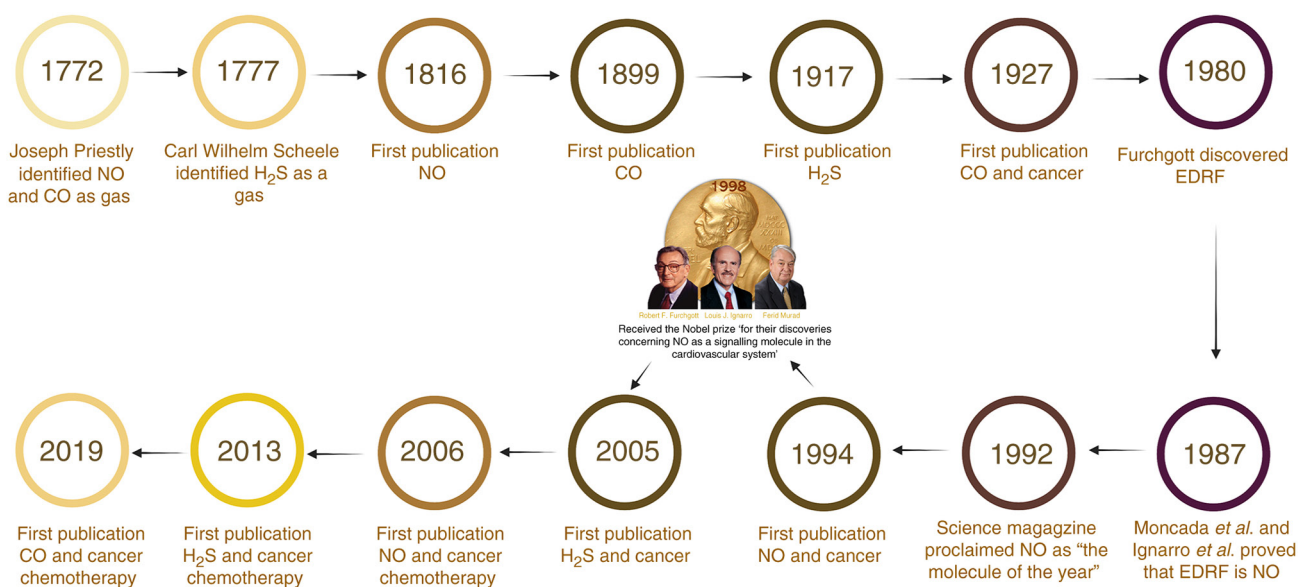 1772
Joseph Priestly
identified NO
and CO as gas
1777
Carl Wilhelm Scheele
identified H₂S as a
gas
1816
First publication
NO
1899
First publication
CO
1917
First publication
H₂S
1927
First publication
CO and cancer
1980
Furchgott discovered
EDRF
1987
Moncada et al. and
Ignarro et al. proved
that EDRF is NO
1992
Science magagzine
proclaimed NO as “the
molecule of the year”
1994
First publication
NO and cancer
1998
Robert F. Furchgott
Louis J. Ignarro
Ferid Murad
Received the Nobel prize ‘for their discoveries
concerning NO as a signalling molecule in the
cardiovascular system’
2005
First publication
H₂S and cancer
2006
First publication
NO and cancer
chemotherapy
2013
First publication
H₂S and cancer
chemotherapy
2019
First publication
CO and cancer
chemotherapy